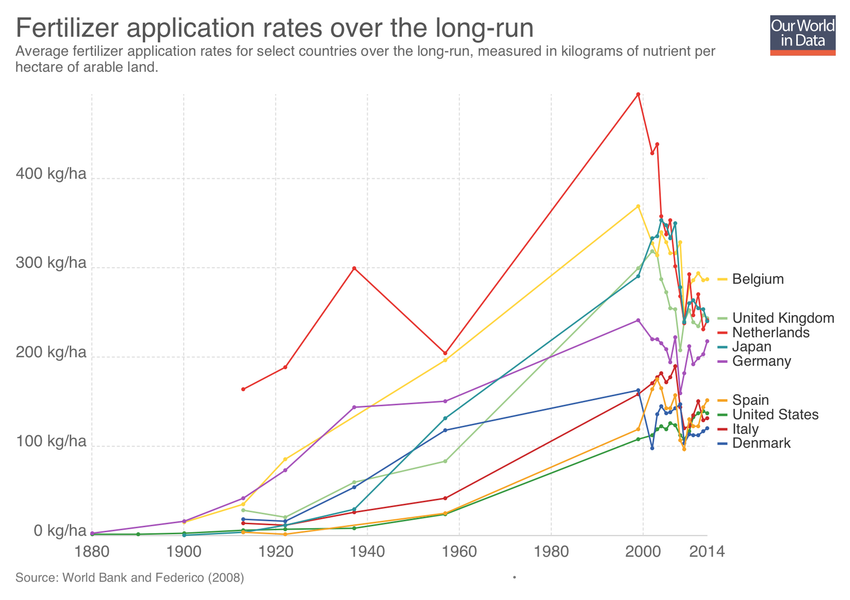 Fertilizer application rates over the long-run
Our World
in Data
Average fertilizer application rates for select countries over the long-run, measured in kilograms of nutrient per
hectare of arable land.
400 kg/ha
300 kg/ha
200 kg/ha
100 kg/ha
0 kg/ha
Belgium
United Kingdom
Netherlands
Japan
Germany
Spain
United States
Italy
Denmark
1880 1900 1920 1940 1960 1980 2000 2014
Source: World Bank and Federico (2008)